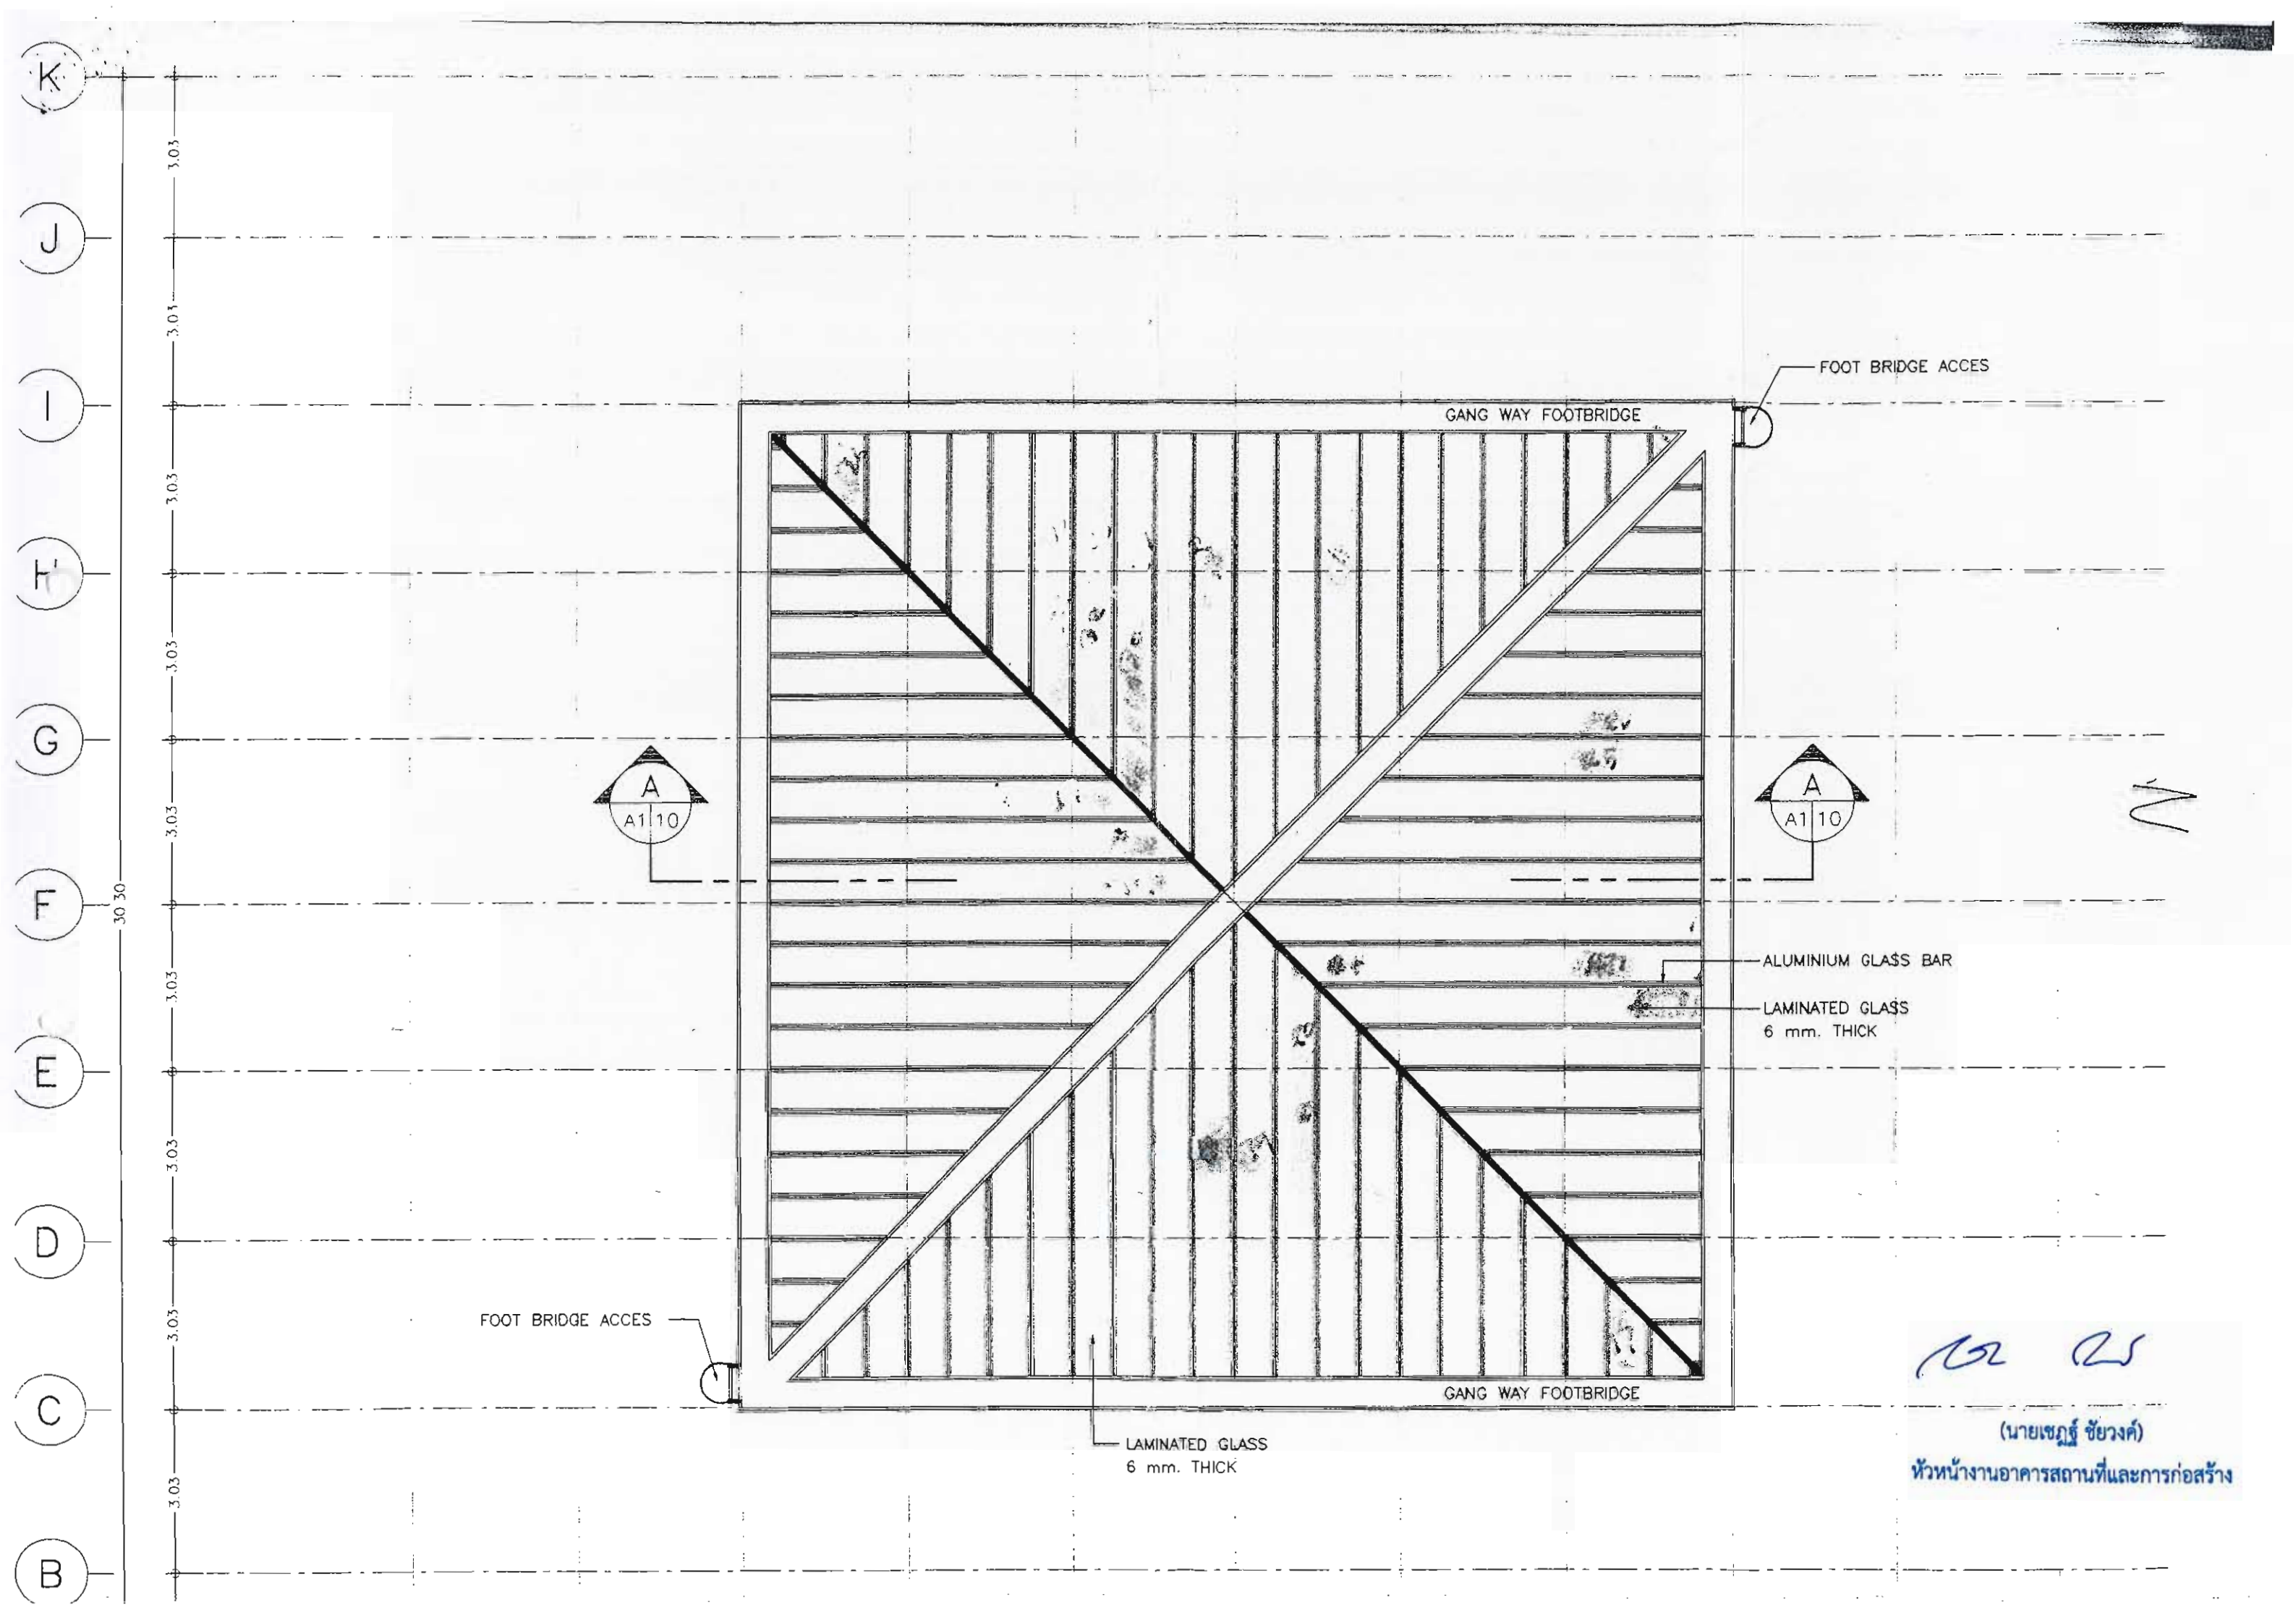 K
3.03
J
3.03
I
FOOT BRIDGE ACCES
GANG WAY FOOTBRIDGE
3.03
H
3.03
G
A
A1 10
A
A1 10
3.03
F
30 30
3.03
ALUMINIUM GLASS BAR
LAMINATED GLASS
6 mm. THICK
E
3.03
D
3.03
FOOT BRIDGE ACCES
C
GANG WAY FOOTBRIDGE
LAMINATED GLASS
6 mm. THICK
(นายเชฎฐ์ ชัยวงค์)
หัวหน้างานอาคารสถานที่และการก่อสร้าง
3.03
B